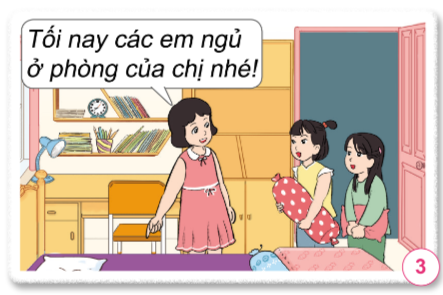 Tối nay các em ngủ
ở phòng của chị nhé!
3